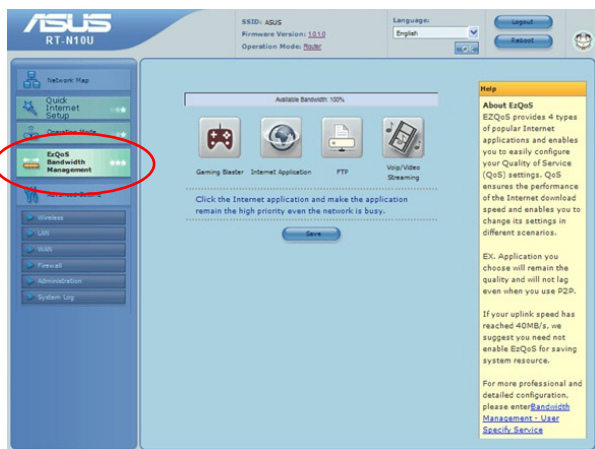 ASUS
RT-N10U
SSID: ASUS
Firmware Version: 1.0.1.0
Operation Mode: Router
Language:
English
Logout
Reboot
Network Map
Quick
Internet
Setup
Operation Mode
EzQoS
Bandwidth
Management
Advanced Setting
Wireless
LAN
WAN
Firewall
Administration
System Log
Available Bandwidth: 100%
Gaming Blaster
Internet Application
FTP
Voip/Video
Streaming
Click the Internet application and make the application
remain the high priority even the network is busy.
Save
Help
About EzQoS
EZQoS provides 4 types
of popular Internet
applications and enables
you to easily configure
your Quality of Service
(QoS) settings. QoS
ensures the performance
of the Internet download
speed and enables you to
change its settings in
different scenarios.
EX. Application you
choose will remain the
quality and will not lag
even when you use P2P.
If your uplink speed has
reached 40MB/s, we
suggest you need not
enable EzQoS for saving
system resource.
For more professional and
detailed configuration,
please enterBandwidth
Management - User
Specify Service